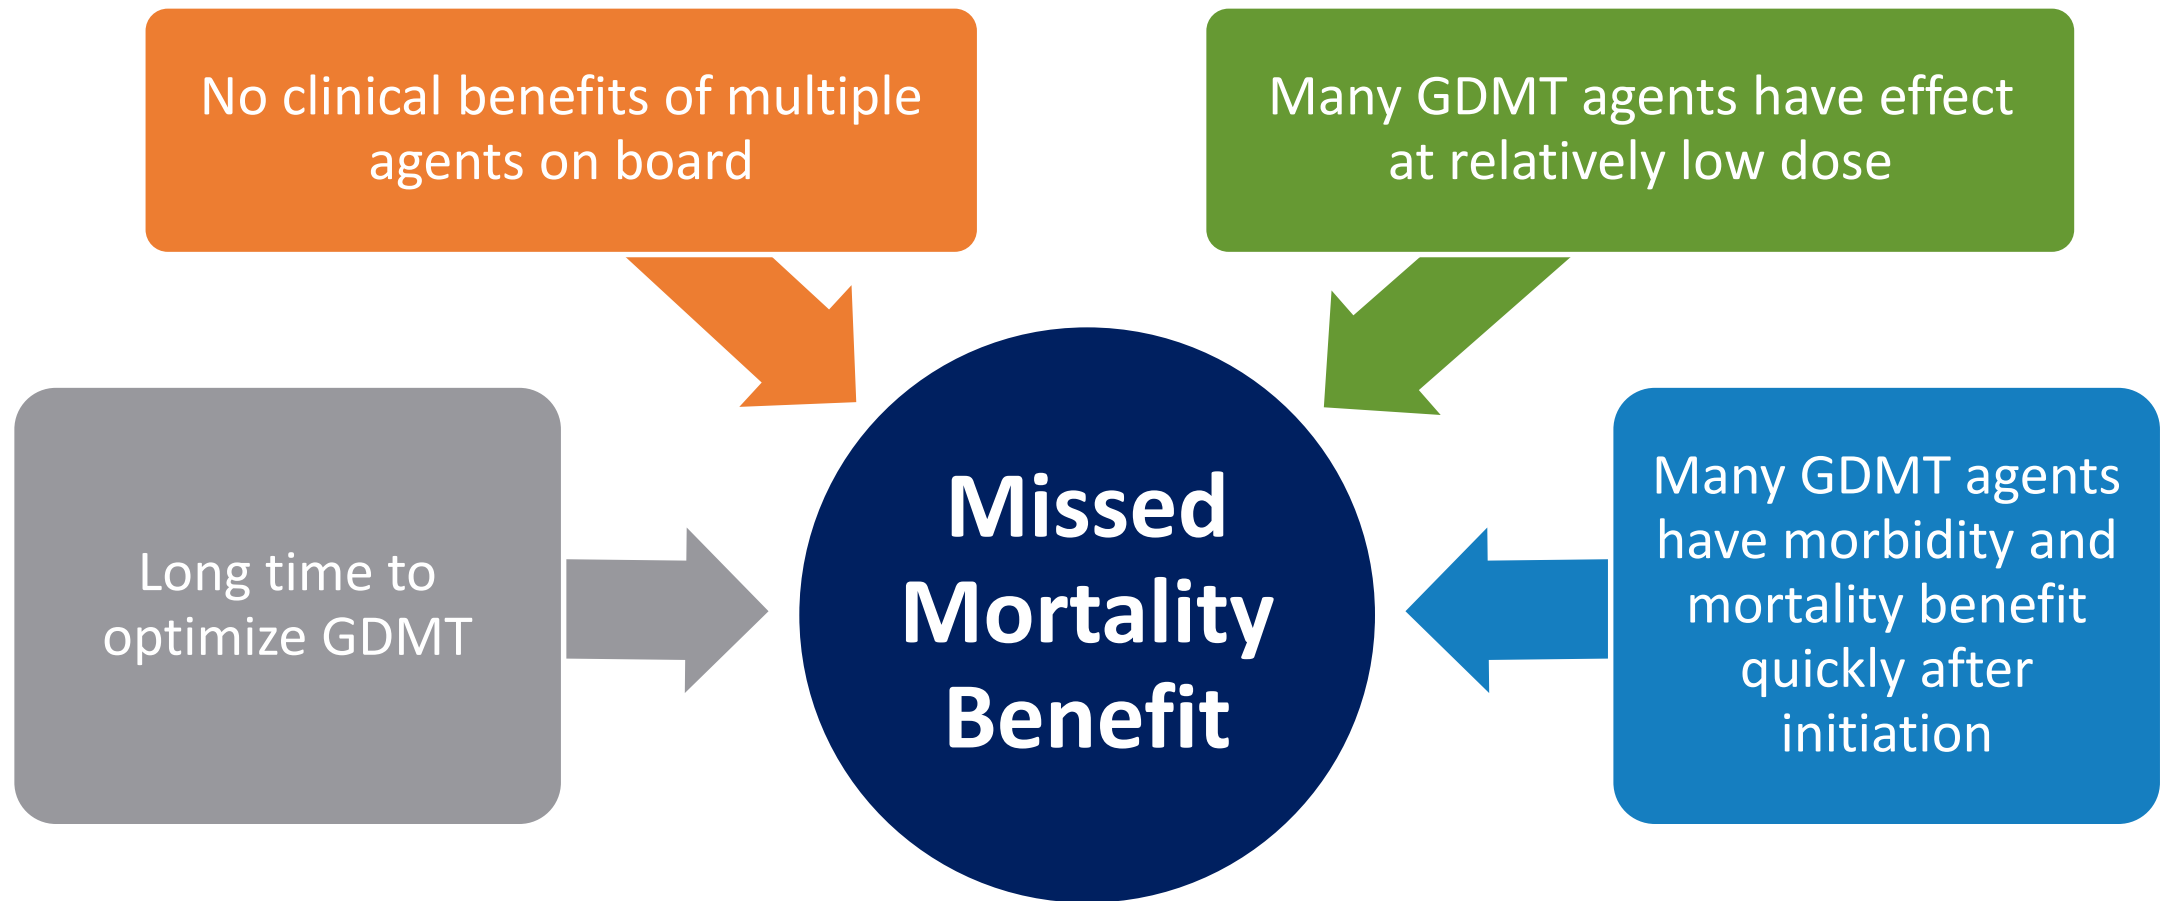 No clinical benefits of multiple
agents on board
Many GDMT agents have effect
at relatively low dose
Long time to
optimize GDMT
Missed
Mortality
Benefit
Many GDMT agents
have morbidity and
mortality benefit
quickly after
initiation